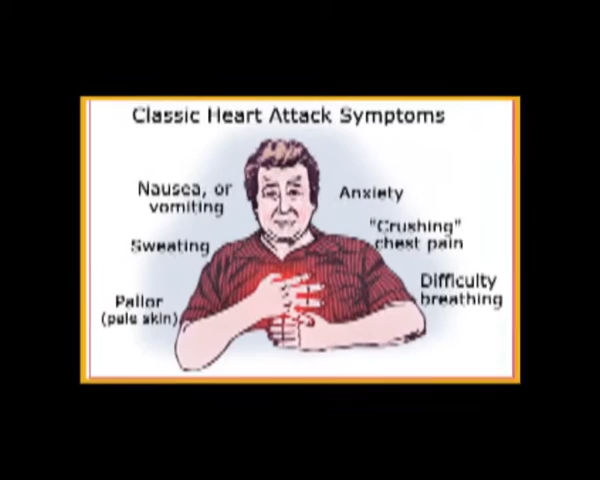 Classic Heart Attack Symptoms
Nausea, or
vomiting
Anxiety
"Crushing"
chest pain
Sweating
Difficulty
breathing
Pallor
(pale skin)